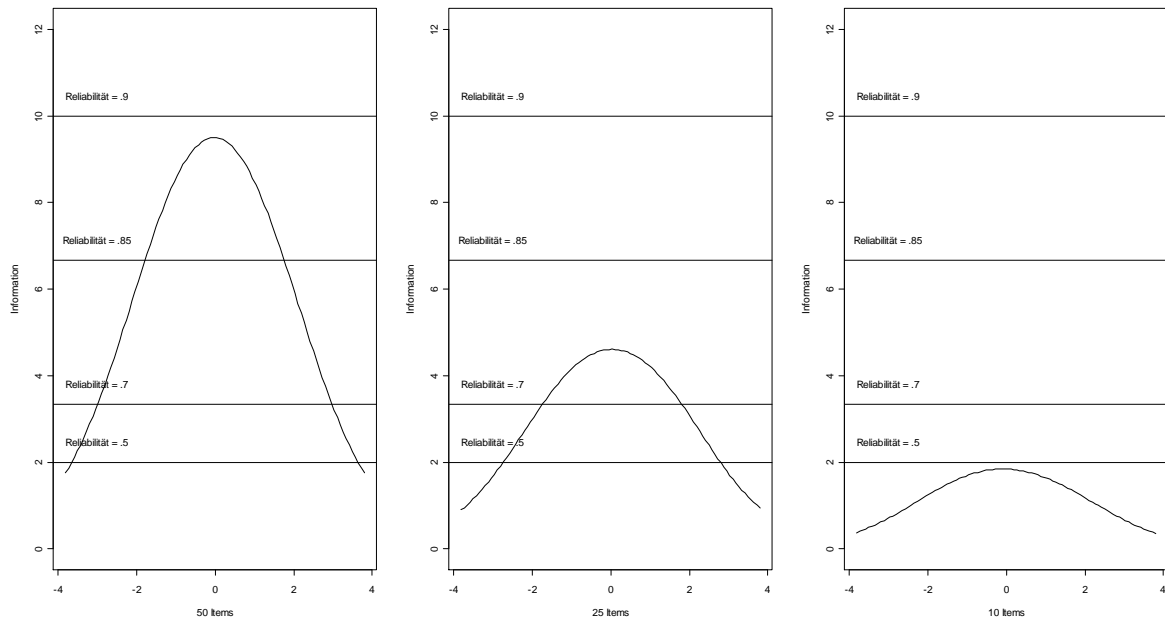 12
10
8
6
4
2
0
Information
Reliabilität = .9
Reliabilität = .85
Reliabilität = .7
Reliabilität = .5
-4 -2 0 2 4
50 Items
12
10
8
6
4
2
0
Information
Reliabilität = .9
Reliabilität = .85
Reliabilität = .7
Reliabilität = .5
-4 -2 0 2 4
25 Items
12
10
8
6
4
2
0
Information
Reliabilität = .9
Reliabilität = .85
Reliabilität = .7
Reliabilität = .5
-4 -2 0 2 4
10 Items